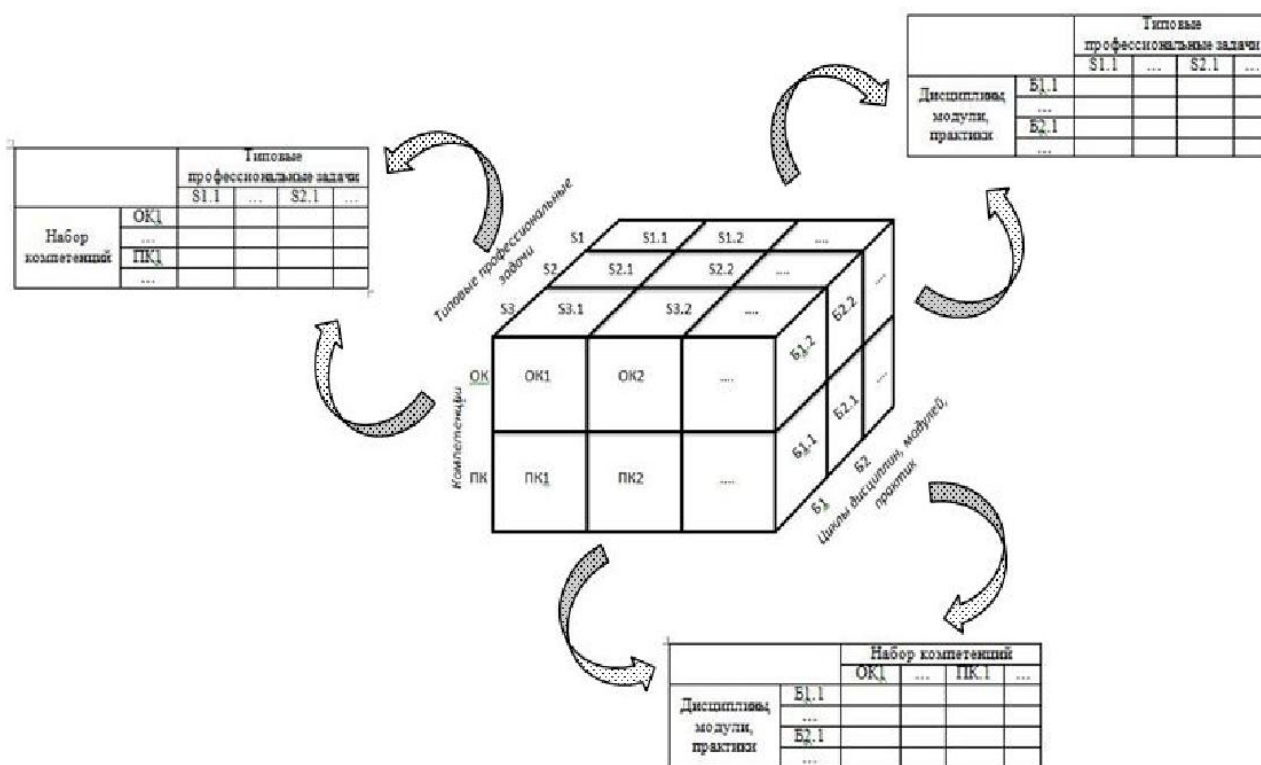 Типовые
профессиональные задачи
S1.1 ... S2.1 ...
Дисциплины, модули, практики
Б1.1
...
Б2.1
...
Типовые
профессиональные задачи
S1.1 ... S2.1 ...
Набор компетенций
ОК1
...
ПК1
...
Типовые профессиональные
задачи
S1 S1.1 S1.2 ....
S2 S2.1 S2.2 ....
S3 S3.1 S3.2 ....
Компетенции
ОК ОК1 ОК2 ....
ПК ПК1 ПК2 ....
Б1.2 Б2.2 ....
Б1.1 Б2.1 ....
Б1 Б2
Циклы дисциплин, модулей,
практик
Набор компетенций
ОК1 ... ПК.1 ...
Дисциплины, модули, практики
Б1.1
...
Б2.1
...